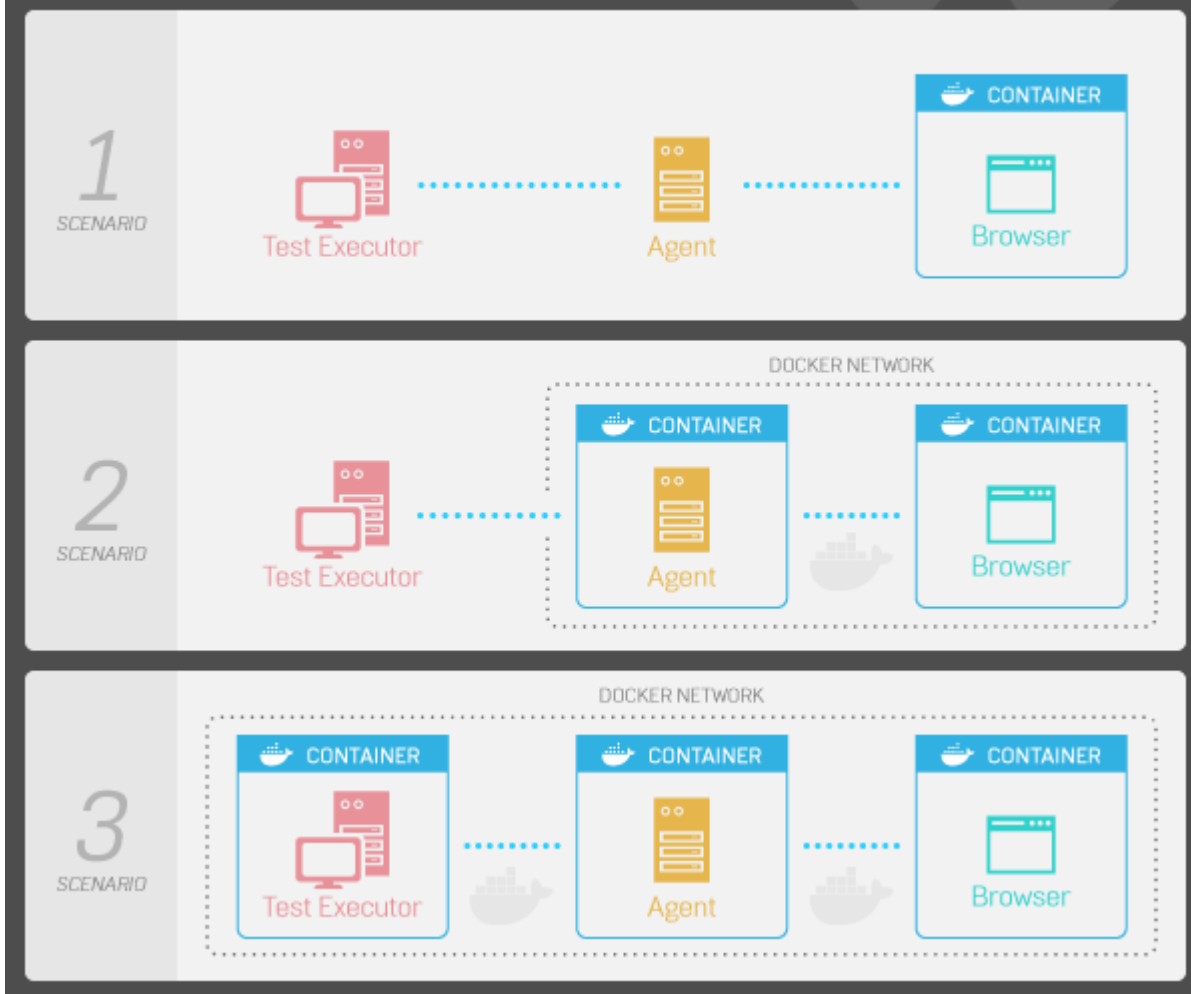 CONTAINER
1
SCENARIO
Test Executor
Agent
Browser
DOCKER NETWORK
CONTAINER
CONTAINER
2
SCENARIO
Test Executor
Agent
Browser
DOCKER NETWORK
CONTAINER
CONTAINER
CONTAINER
3
SCENARIO
Test Executor
Agent
Browser